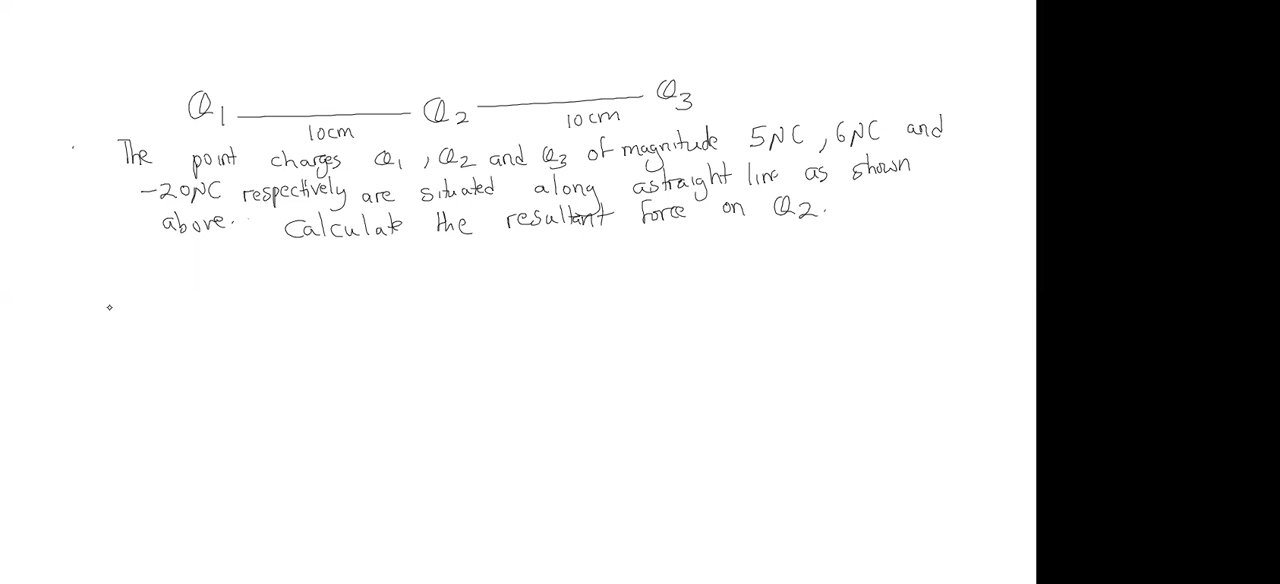 Q1 Q2 Q3
10cm 10cm
The point charges Q1, Q2 and Q3 of magnitude 5NC, 6NC and
-20NC respectively are situated along astraight line as shown
above. Calculate the resultant force on Q2.